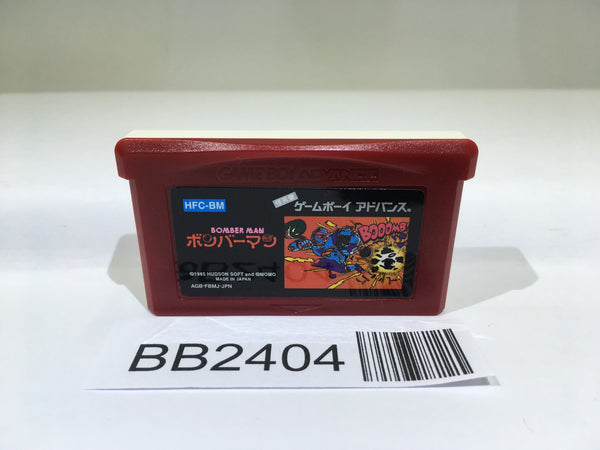 GAME BOY ADVANCE
HFC-BM
ゲームボーイ アドバンス®
BOMBER MAN
ボンバーマン
BOOOMB!
©1985 HUDSON SOFT and ©MOMO
MADE IN JAPAN
AGB-FBMJ-JPN
BB2404